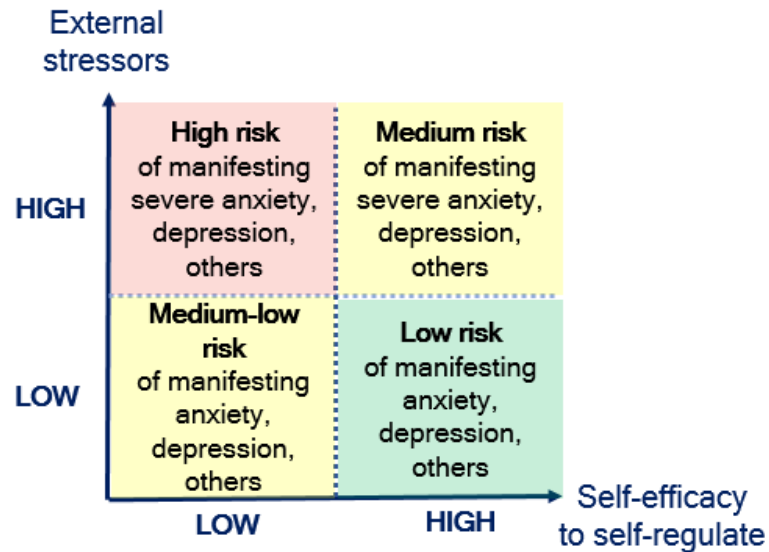 External
stressors
High risk
of manifesting
severe anxiety,
depression,
others
Medium risk
of manifesting
severe anxiety,
depression,
others
HIGH
Medium-low
risk
of manifesting
anxiety,
depression,
others
Low risk
of manifesting
anxiety,
depression,
others
LOW
LOW
HIGH
Self-efficacy
to self-regulate